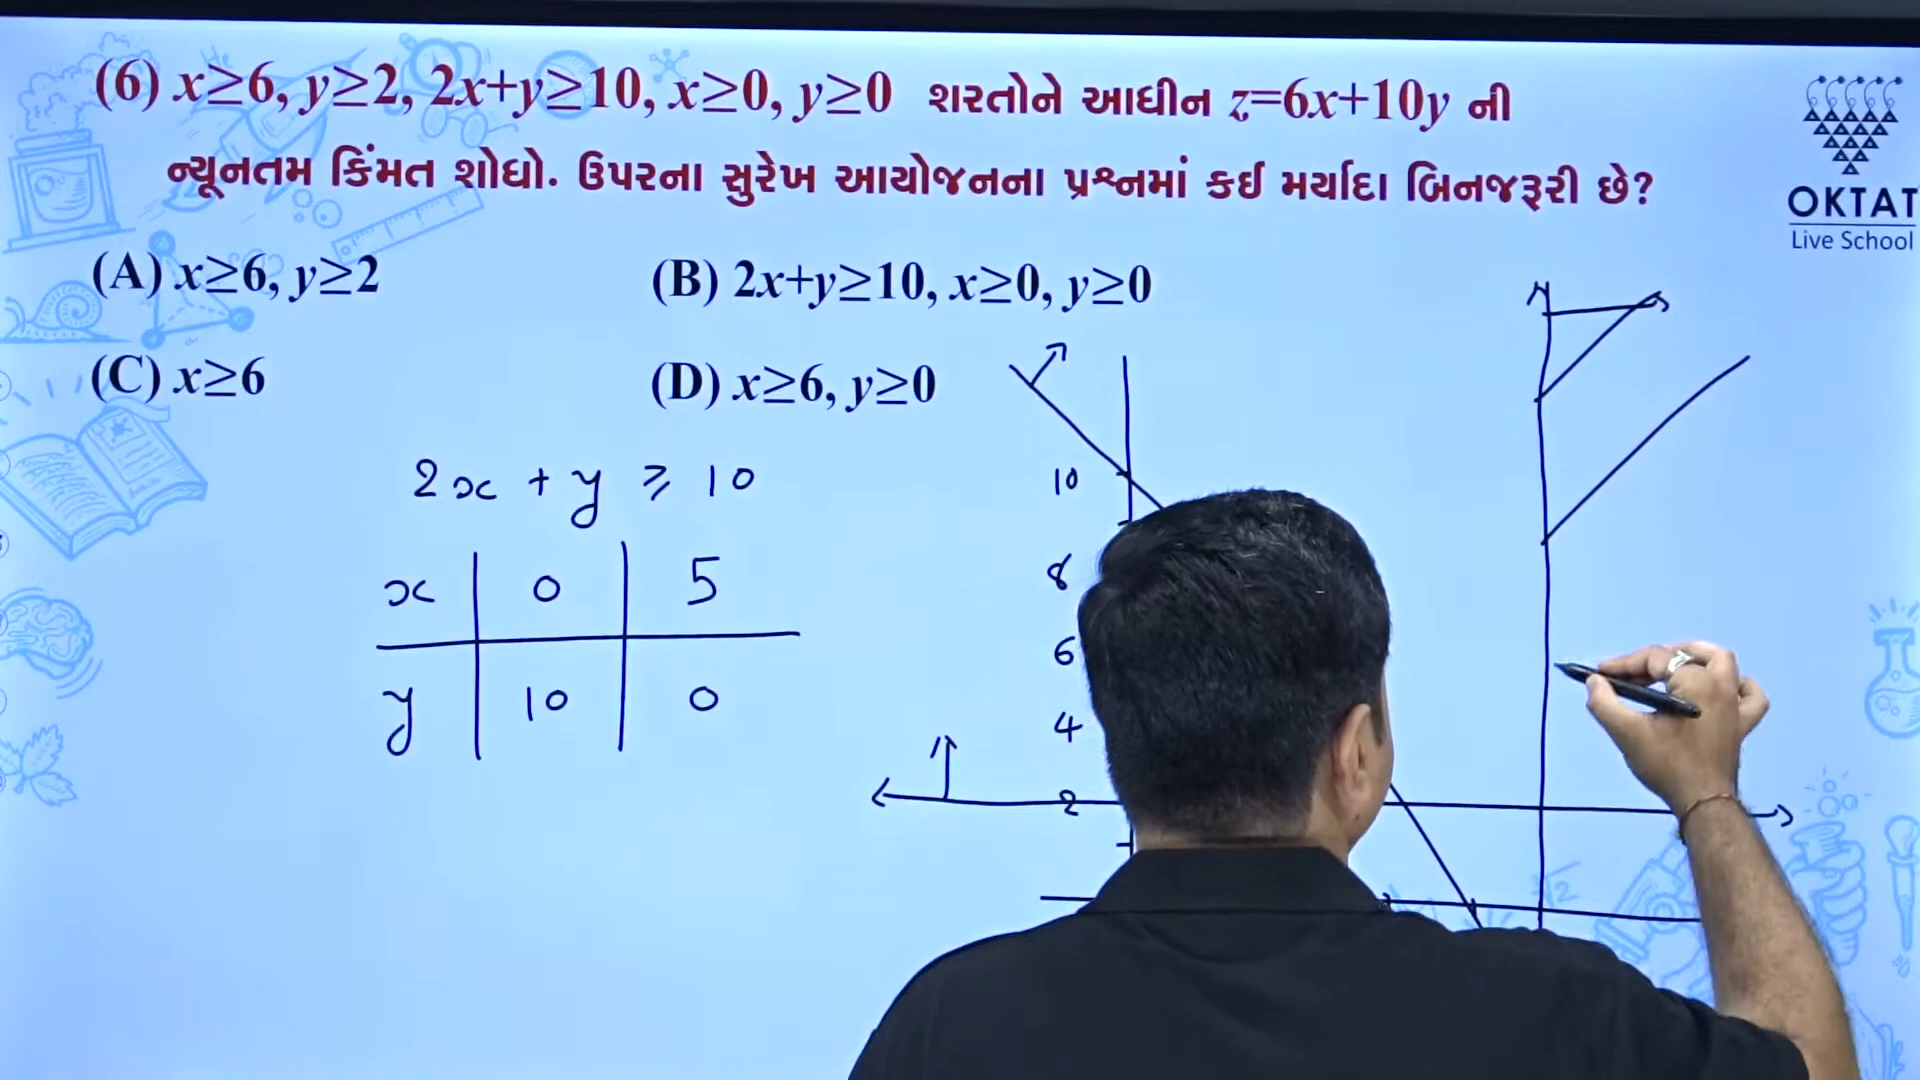 (6) x≥6, y≥2, 2x+y≥10, x≥0, y≥0 શરતોને આધીન z=6x+10y ની
ન્યૂનતમ કિંમત શોધો. ઉપરના સુરેખ આયોજનના પ્રશ્નમાં કઈ મર્યાદા બિનજરૂરી છે?
OKTAT
Live School
(A) x≥6, y≥2
(B) 2x+y≥10, x≥0, y≥0
(C) x≥6
(D) x≥6, y≥0
2x + y ≥ 10
x 0 5
y 10 0
10
8
6
4
2